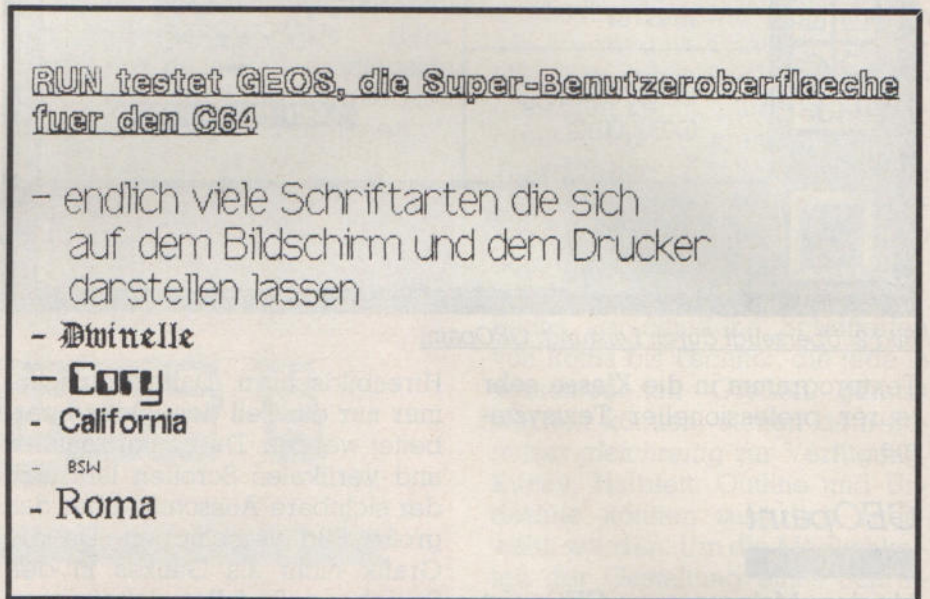 RUN testet GEOS, die Super-Benutzeroberflaeche
fuer den C64
- endlich viele Schriftarten die sich
auf dem Bildschirm und dem Drucker
darstellen lassen
- Dwinelle
- Cory
- California
- BSW
- Roma